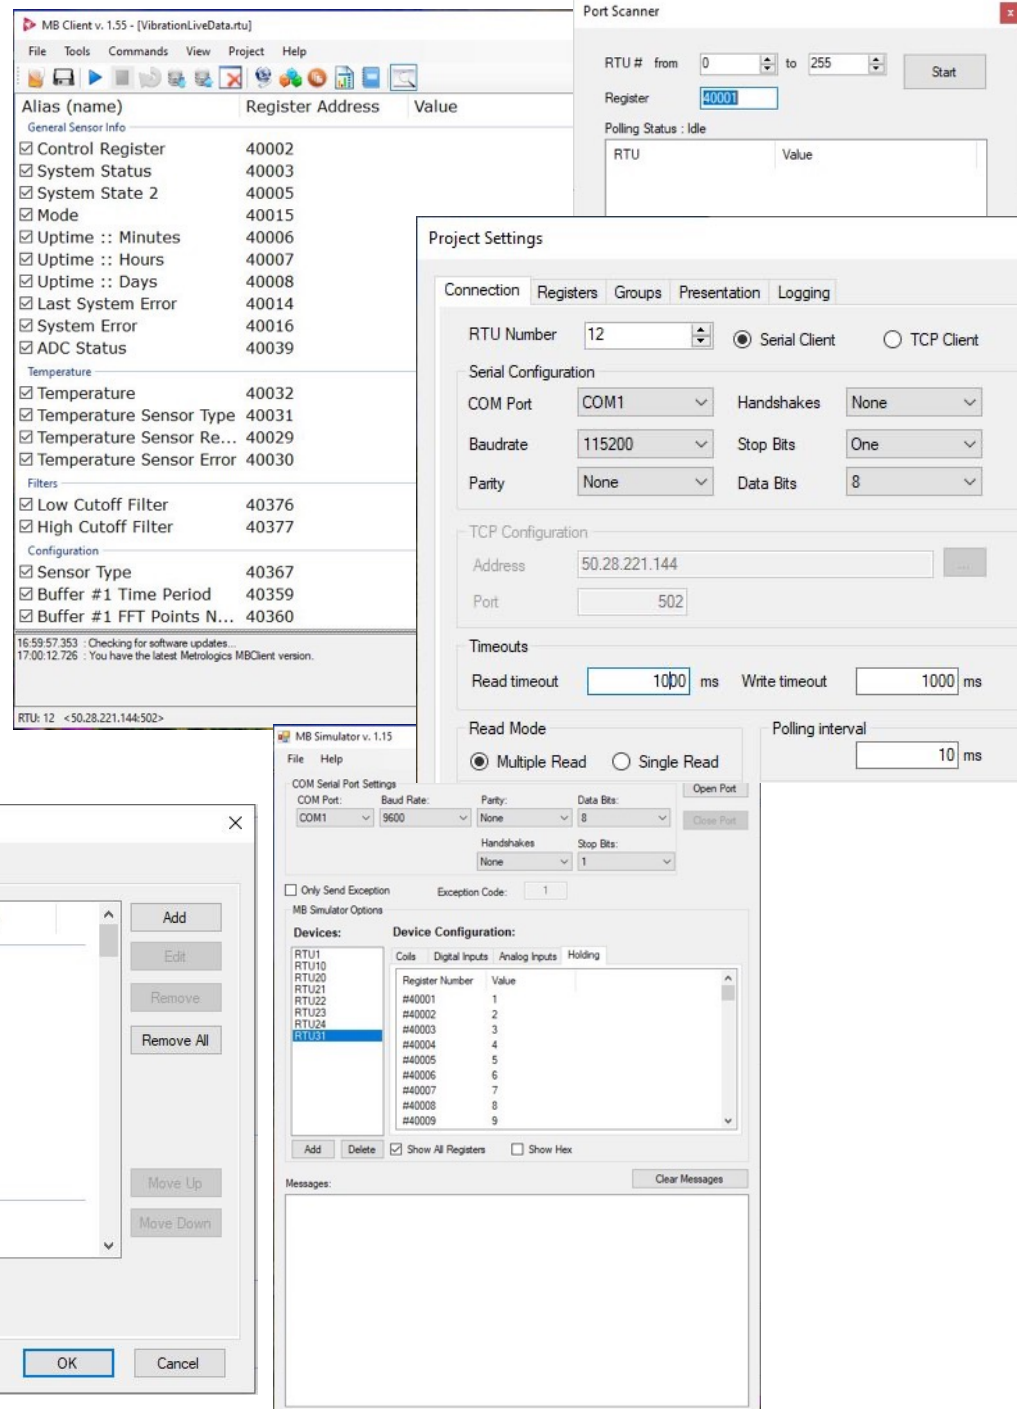 MB Client v. 1.55 - [VibrationLiveData.rtu]
File Tools Commands View Project Help
Alias (name) Register Address Value
General Sensor Info
Control Register 40002
System Status 40003
System State 2 40005
Mode 40015
Uptime :: Minutes 40006
Uptime :: Hours 40007
Uptime :: Days 40008
Last System Error 40014
System Error 40016
ADC Status 40039
Temperature
Temperature 40032
Temperature Sensor Type 40031
Temperature Sensor Re... 40029
Temperature Sensor Error 40030
Filters
Low Cutoff Filter 40376
High Cutoff Filter 40377
Configuration
Sensor Type 40367
Buffer #1 Time Period 40359
Buffer #1 FFT Points N... 40360
16:59:57.353 : Checking for software updates...
17:00:12.726 : You have the latest Metrologics MBClient version.
RTU: 12 <50.28.221.144:502>
Port Scanner
x
RTU # from 0 to 255 Start
Register 40001
Polling Status : Idle
RTU Value
Project Settings
Connection Registers Groups Presentation Logging
RTU Number 12 Serial Client TCP Client
Serial Configuration
COM Port COM1 Handshakes None
Baudrate 115200 Stop Bits One
Parity None Data Bits 8
TCP Configuration
Address 50.28.221.144 ...
Port 502
Timeouts
Read timeout 1000 ms Write timeout 1000 ms
Read Mode Polling interval
Multiple Read Single Read 10 ms
MB Simulator v. 1.15
File Help
COM Serial Port Settings Open Port
COM Port: Baud Rate: Parity: Data Bits:
COM1 9600 None 8 Close Port
Handshakes Stop Bits:
None 1
Only Send Exception Exception Code: 1
MB Simulator Options
Devices: Device Configuration:
RTU1
RTU10
RTU20
RTU21
RTU22
RTU23
RTU24
RTU31
Coils Digital Inputs Analog Inputs Holding
Register Number Value
#40001 1
#40002 2
#40003 3
#40004 4
#40005 5
#40006 6
#40007 7
#40008 8
#40009 9
Add Delete Show All Registers Show Hex
Messages: Clear Messages
Add
Edit
Remove
Remove All
Move Up
Move Down
OK Cancel